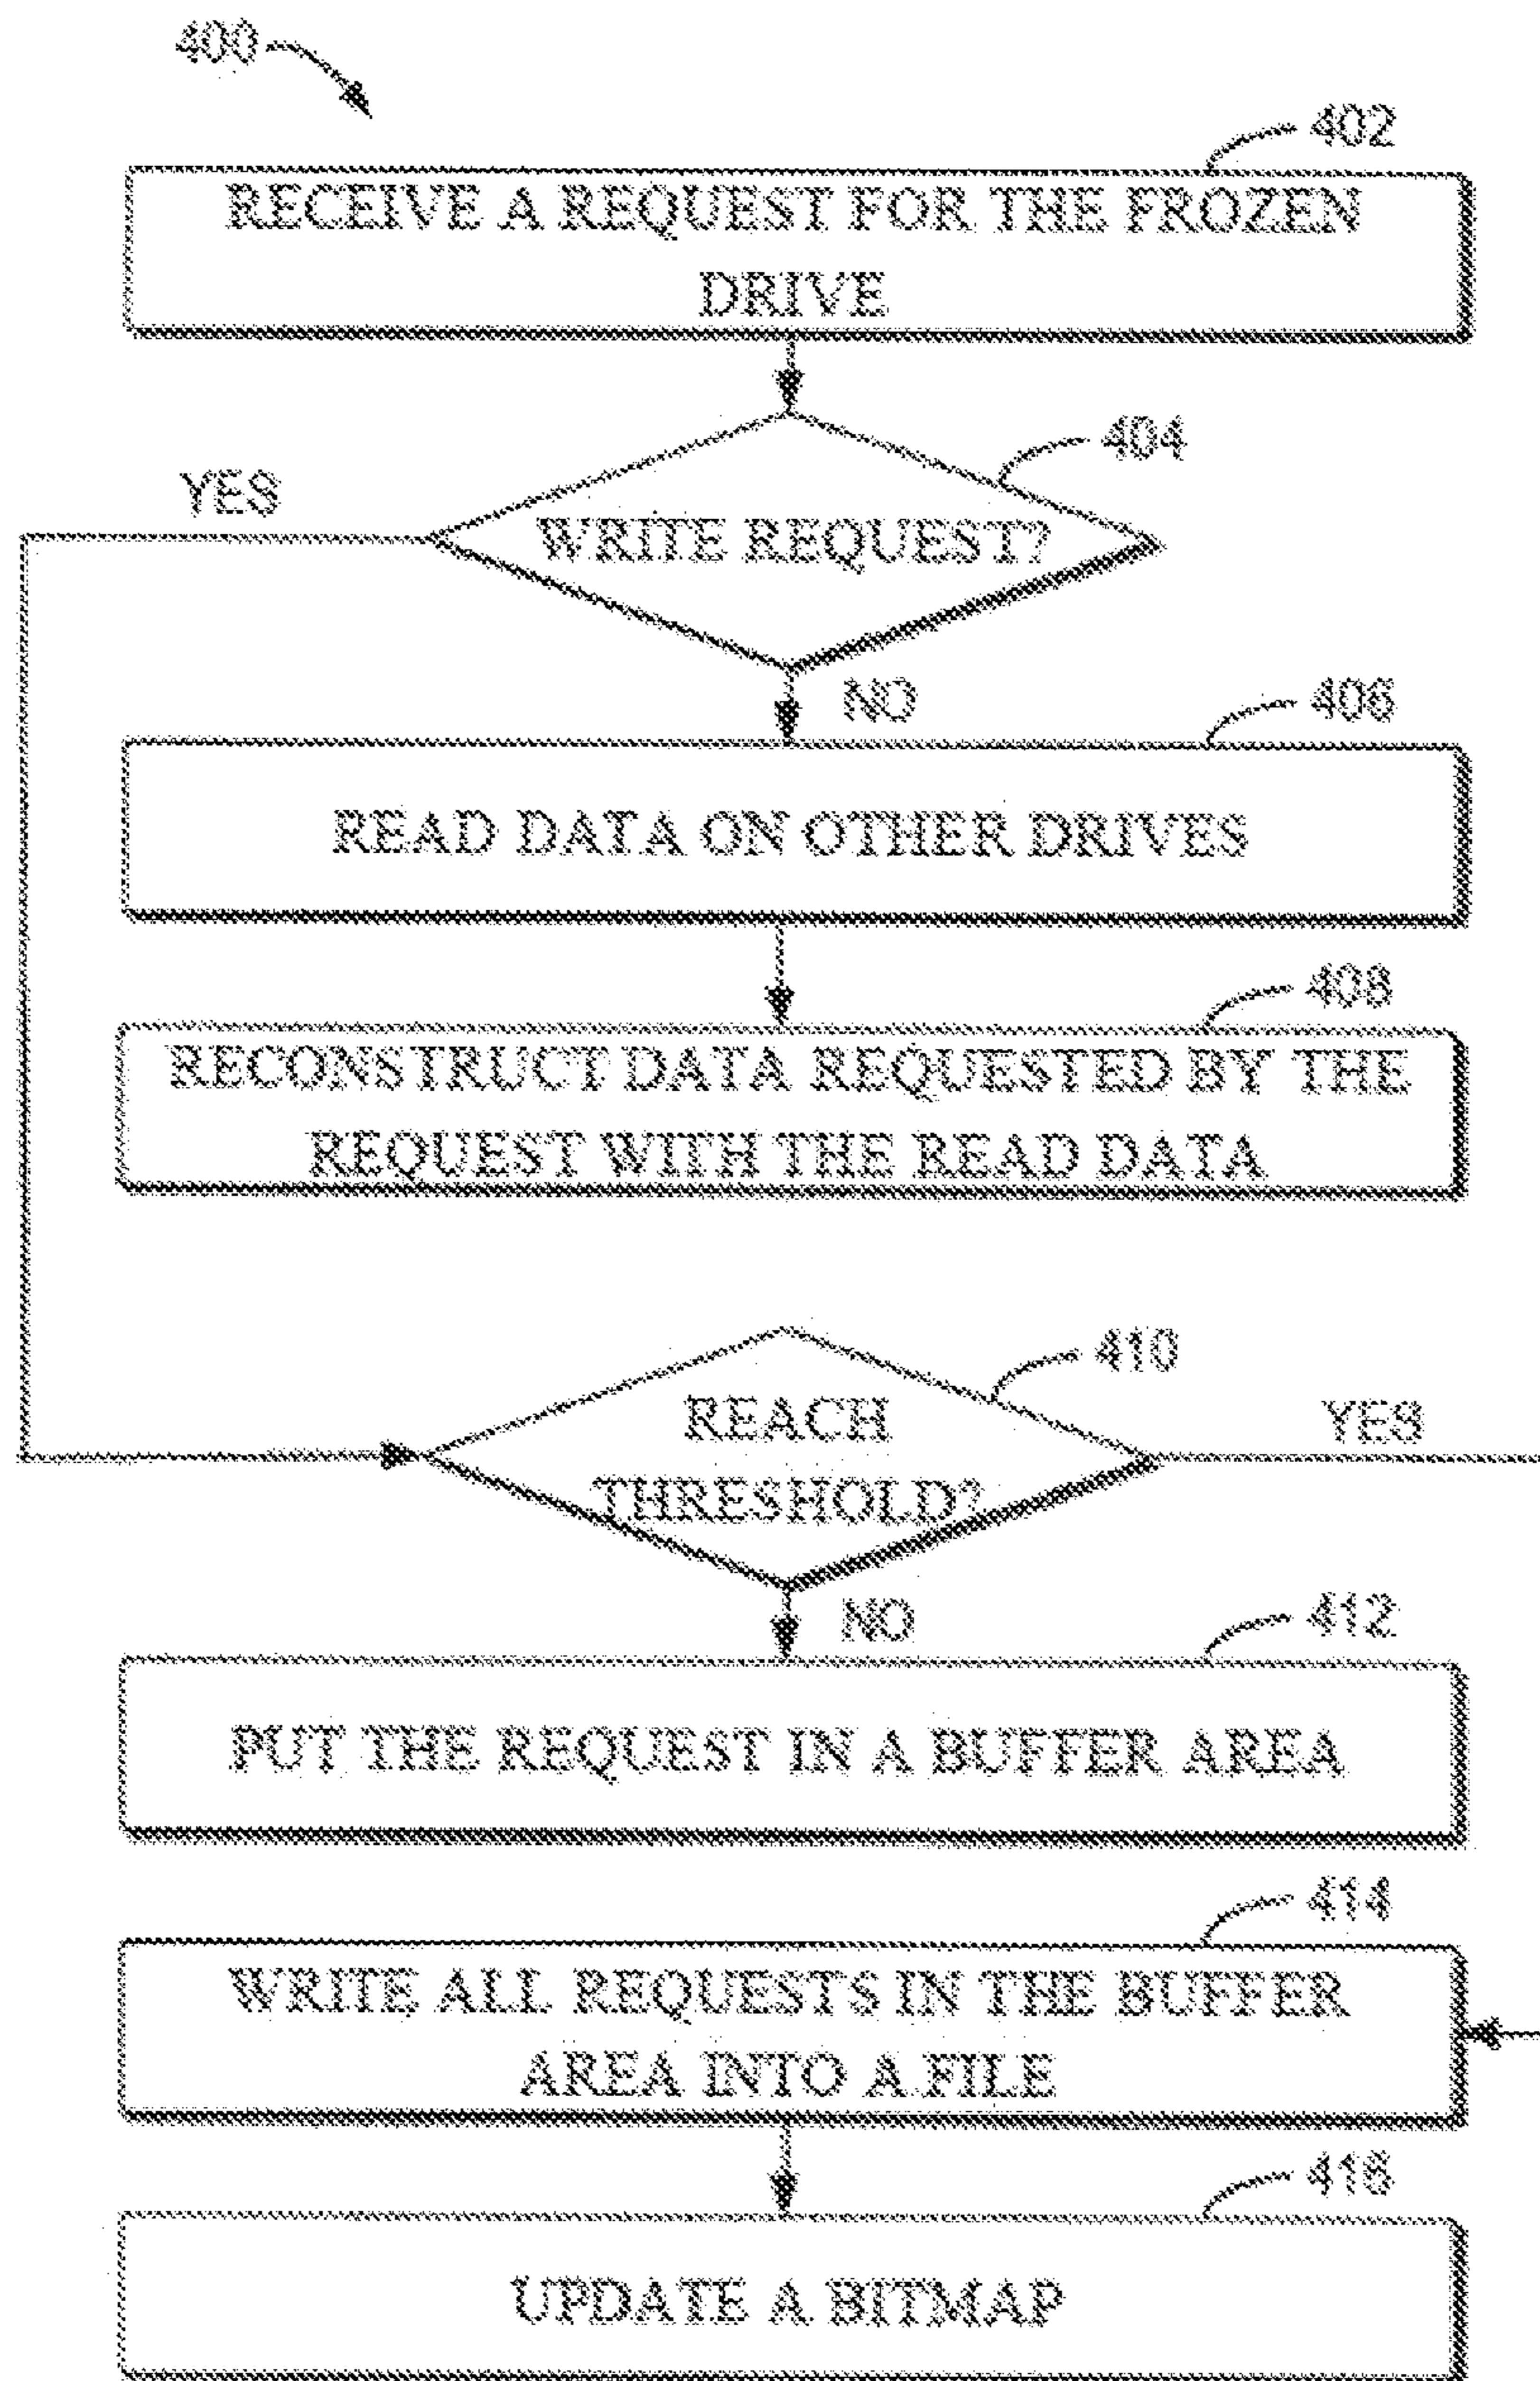 400
402
RECEIVE A REQUEST FOR THE FROZEN
DRIVE
404
YES
WRITE REQUEST?
NO
406
READ DATA ON OTHER DRIVES
408
RECONSTRUCT DATA REQUESTED BY THE
REQUEST WITH THE READ DATA
410
REACH
YES
THRESHOLD?
NO
412
PUT THE REQUEST IN A BUFFER AREA
414
WRITE ALL REQUESTS IN THE BUFFER
AREA INTO A FILE
416
UPDATE A BITMAP